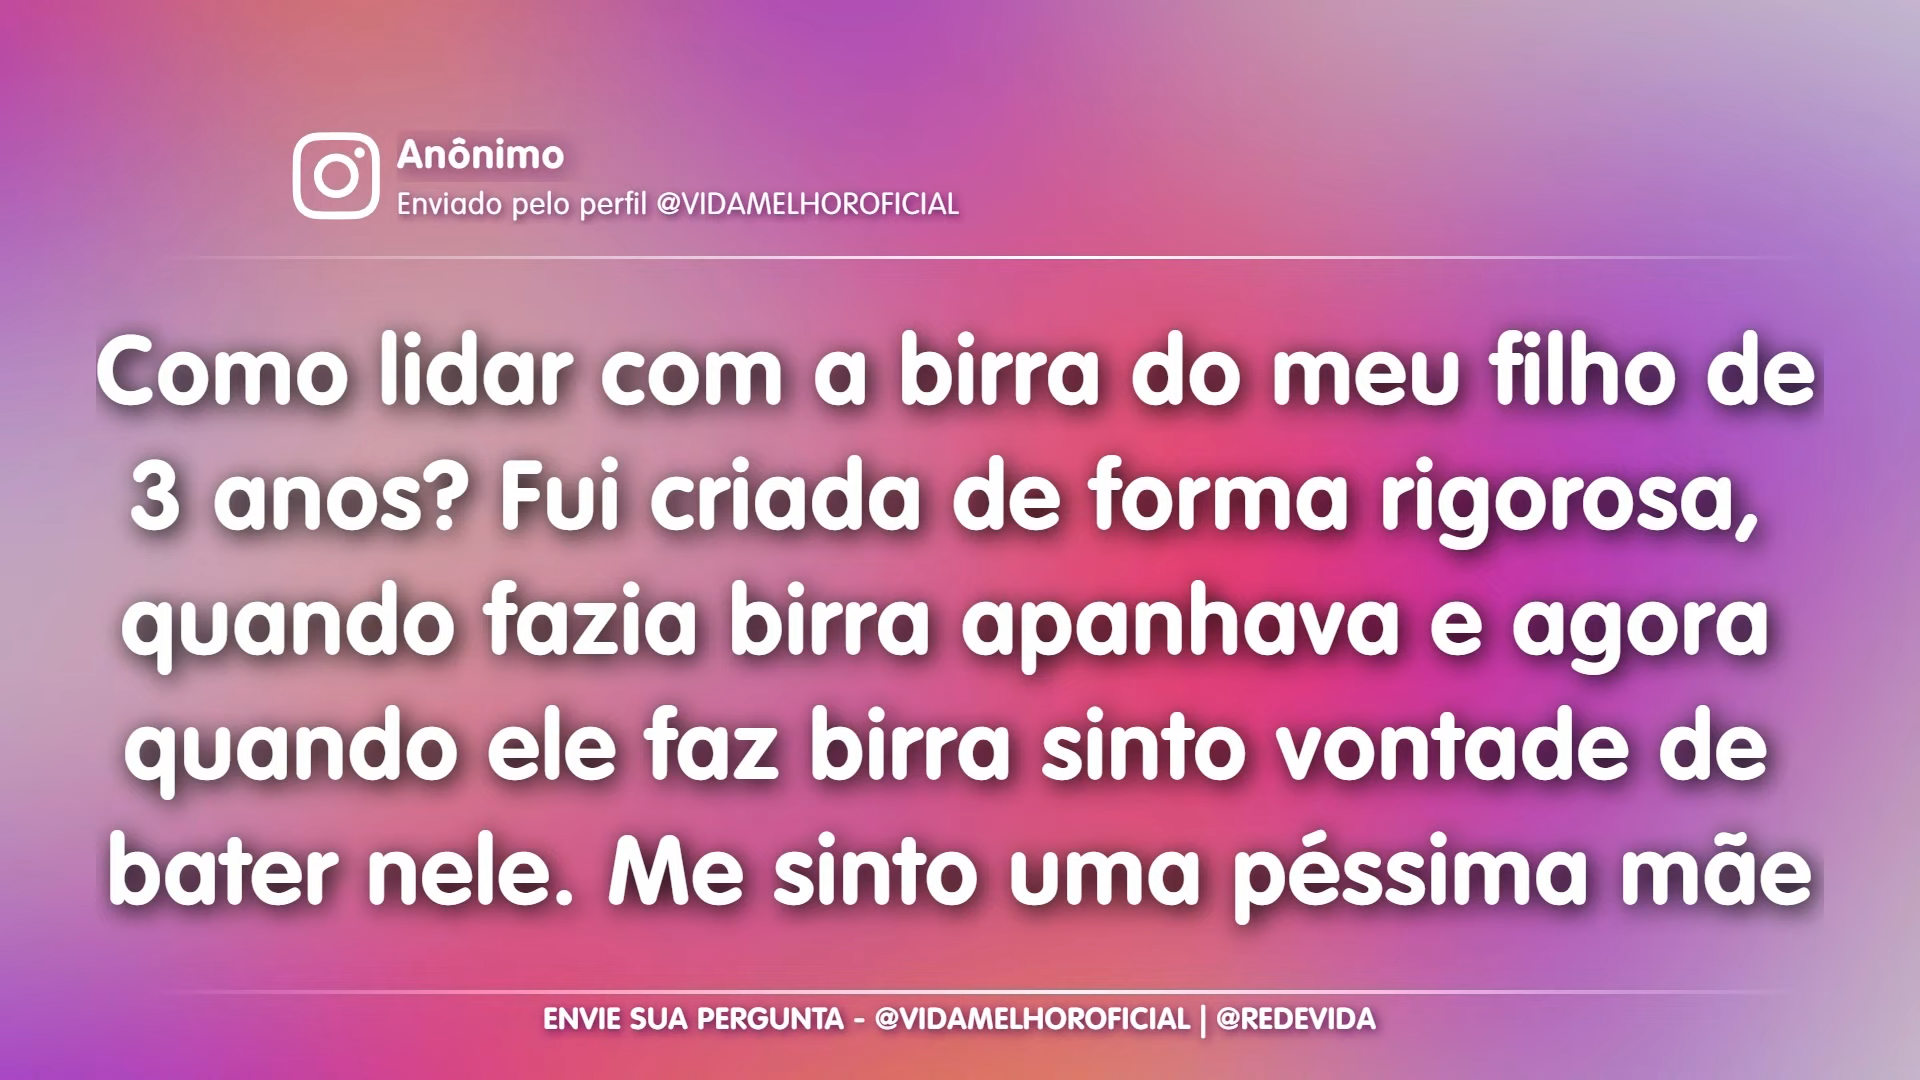 Anônimo
Enviado pelo perfil @VIDAMELHOROFICIAL
Como lidar com a birra do meu filho de
3 anos? Fui criada de forma rigorosa,
quando fazia birra apanhava e agora
quando ele faz birra sinto vontade de
bater nele. Me sinto uma péssima mãe
ENVIE SUA PERGUNTA - @VIDAMELHOROFICIAL | @REDEVIDA